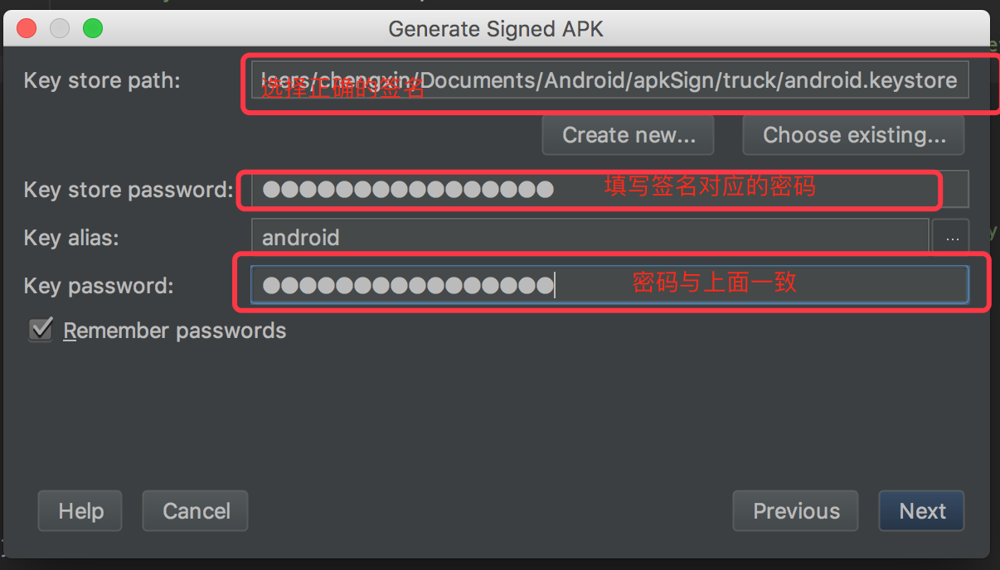 Generate Signed APK
Key store path:
/sers/chengxin/Documents/Android/apkSign/truck/android.keystore
选择正确的签名
Create new...
Choose existing...
Key store password:
●●●●●●●●●●●●●●●●
填写签名对应的密码
Key alias:
android
...
Key password:
●●●●●●●●●●●●●●●●
密码与上面一致
Remember passwords
Help
Cancel
Previous
Next